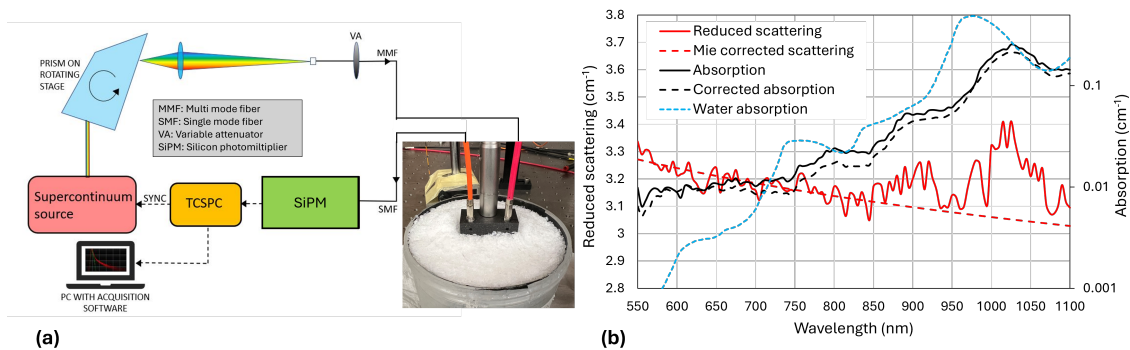 PRISM ON
ROTATING
STAGE
VA
MMF
MMF: Multi mode fiber
SMF: Single mode fiber
VA: Variable attenuator
SiPM: Silicon photomiltiplier
Supercontinuum
source
SYNC
TCSPC
SiPM
SMF
PC WITH ACQUISITION
SOFTWARE
(a)
Reduced scattering
Mie corrected scattering
Absorption
Corrected absorption
Water absorption
Reduced scattering (cm⁻¹)
3.8
3.7
3.6
3.5
3.4
3.3
3.2
3.1
3
2.9
2.8
0.1
0.01
0.001
Absorption (cm⁻¹)
550 600 650 700 750 800 850 900 950 1000 1050 1100
Wavelength (nm)
(b)